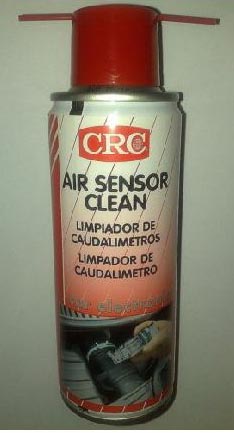 CRC
AIR SENSOR
CLEAN
LIMPIADOR DE
CAUDALIMETROS
LIMPADOR DE
CAUDALIMETRO